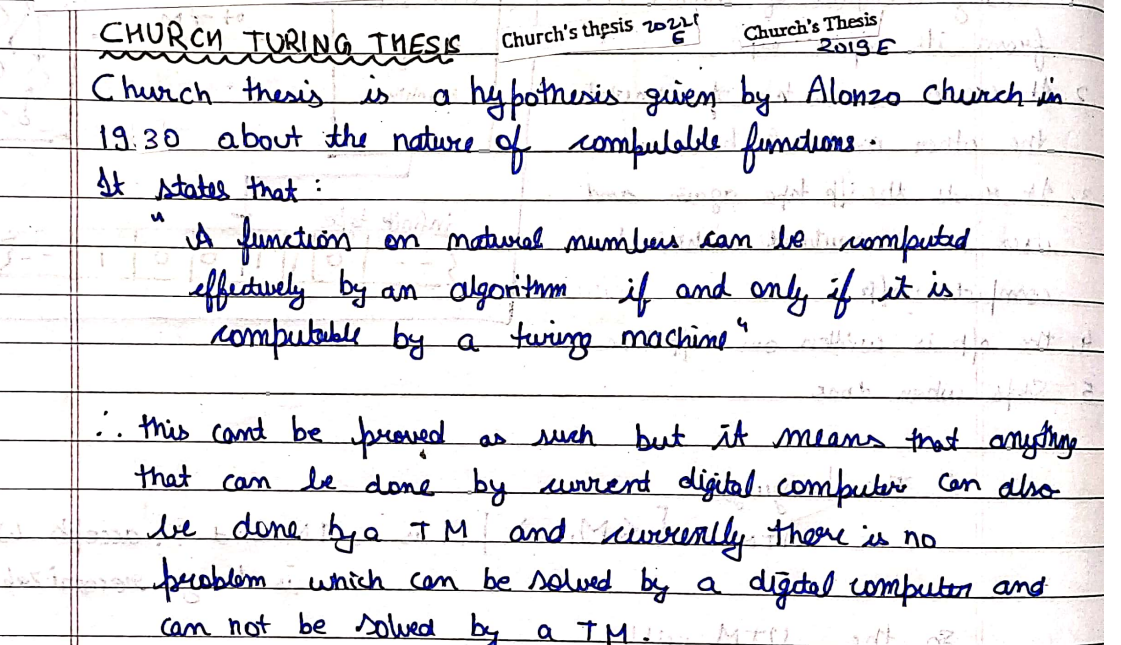 CHURCH TURING THESIS Church's thesis 2022 E Church's Thesis 2019 E
Church thesis is a hypothesis given by Alonzo church in
19.30 about the nature of computable functions.
It states that :
" A function on natural numbers can be computed
effectively by an algorithm if and only if it is
computable by a turing machine "
∴ this cant be proved as such but it means that anything
that can be done by current digital computer can also
be done by a TM and currently there is no
problem which can be solved by a digital computer and
can not be solved by a TM.